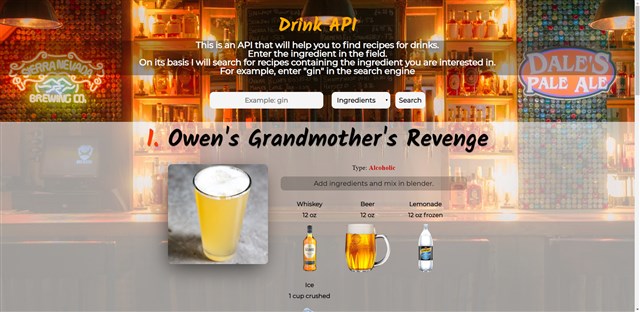 Drink API
This is an API that will help you to find recipes for drinks.
Enter the ingredient in the field.
On its basis I will search for recipes containing the ingredient you are interested in.
For example, enter "gin" in the search engine
SIERRA NEVADA
BREWING CO.
DALE'S
PALE ALE
Example: gin
Ingredients
Search
1. Owen's Grandmother's Revenge
Type: Alcoholic
Add ingredients and mix in blender.
Whiskey Beer Lemonade
12 oz 12 oz 12 oz frozen
Ice
1 cup crushed